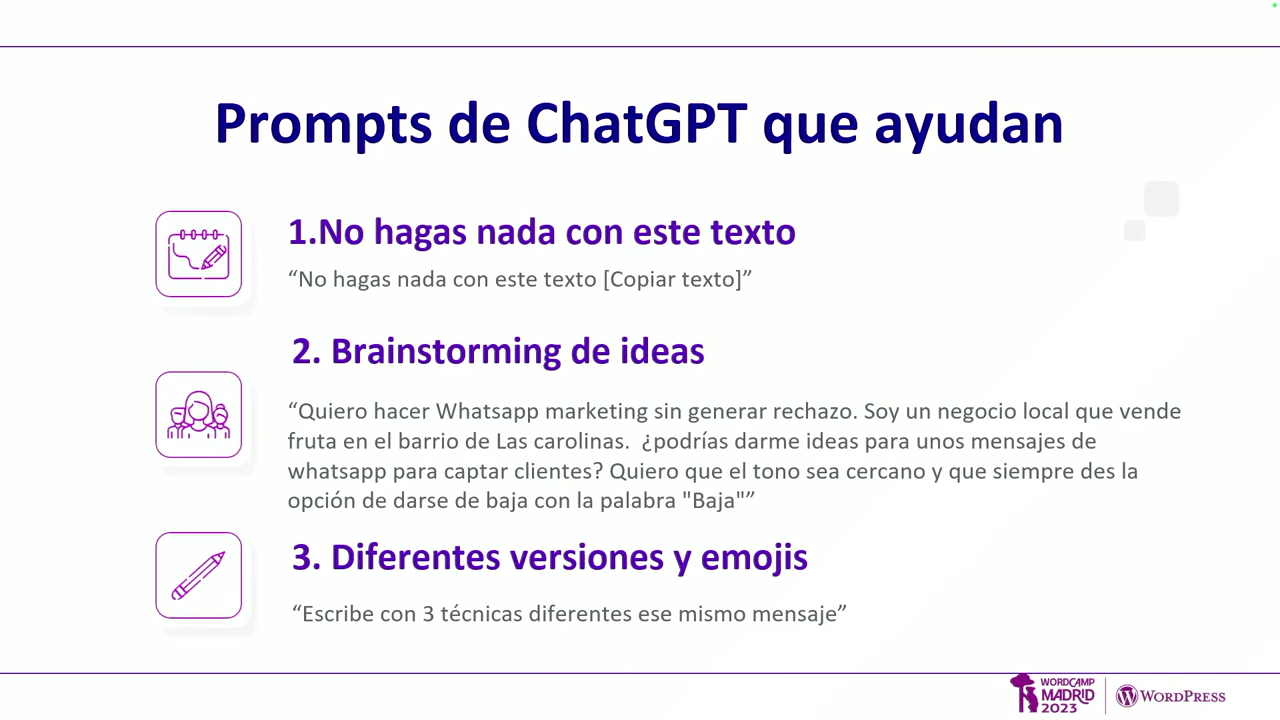 Prompts de ChatGPT que ayudan
1.No hagas nada con este texto
“No hagas nada con este texto [Copiar texto]”
2. Brainstorming de ideas
“Quiero hacer Whatsapp marketing sin generar rechazo. Soy un negocio local que vende
fruta en el barrio de Las carolinas.  ¿podrías darme ideas para unos mensajes de
whatsapp para captar clientes? Quiero que el tono sea cercano y que siempre des la
opción de darse de baja con la palabra "Baja"”
3. Diferentes versiones y emojis
“Escribe con 3 técnicas diferentes ese mismo mensaje”
WORDCAMP
MADRID
2023
WORDPRESS